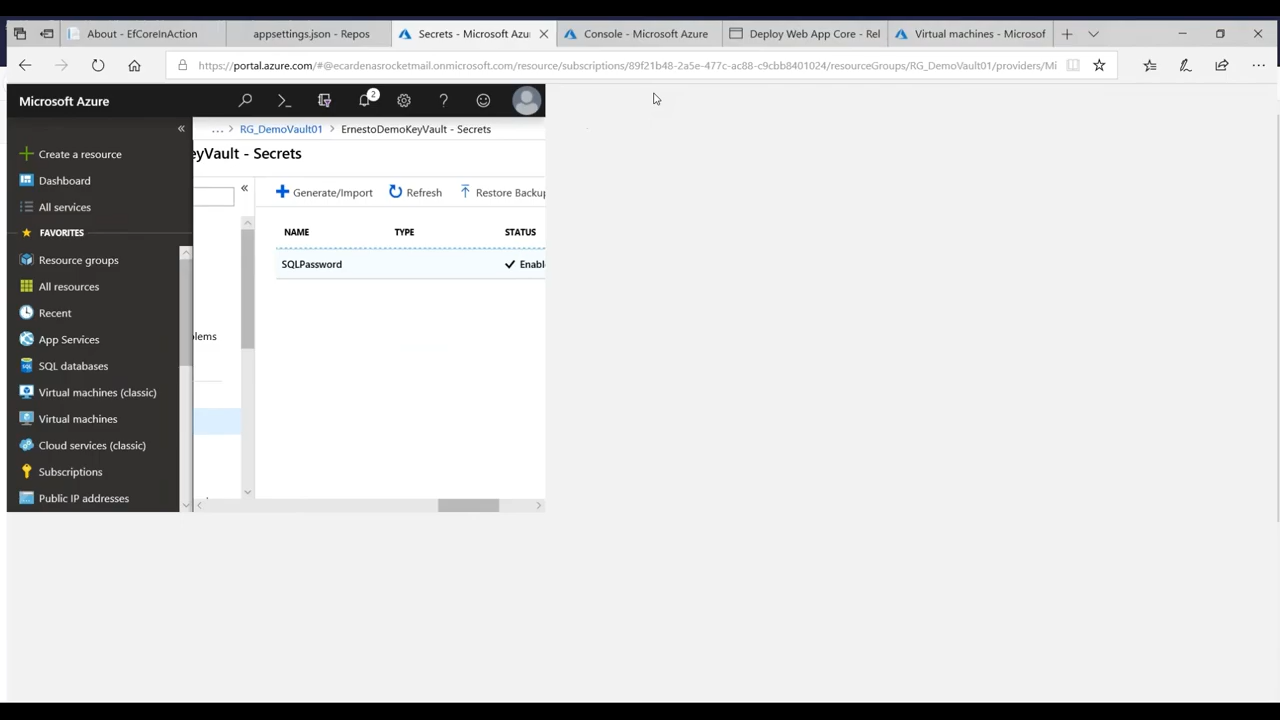 About - EfCoreInAction
appsettings.json - Repos
Secrets - Microsoft Azu
Console - Microsoft Azure
Deploy Web App Core - Rel
Virtual machines - Microsof
https://portal.azure.com/#@ecardenasrocketmail.onmicrosoft.com/resource/subscriptions/89f21b48-2a5e-477c-ac88-c9cbb8401024/resourceGroups/RG_DemoVault01/providers/Mi
Microsoft Azure
2
... > RG_DemoVault01 > ErnestoDemoKeyVault - Secrets
eyVault - Secrets
Create a resource
Dashboard
All services
FAVORITES
Resource groups
All resources
Recent
App Services
SQL databases
Virtual machines (classic)
Virtual machines
Cloud services (classic)
Subscriptions
Public IP addresses
blems
Generate/Import Refresh Restore Backup
NAME TYPE STATUS
SQLPassword Enabl